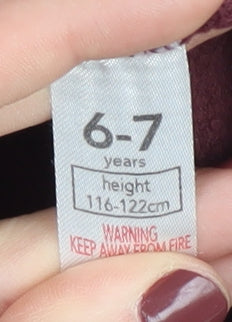 6-7
years
height
116-122cm
WARNING
KEEP AWAY FROM FIRE